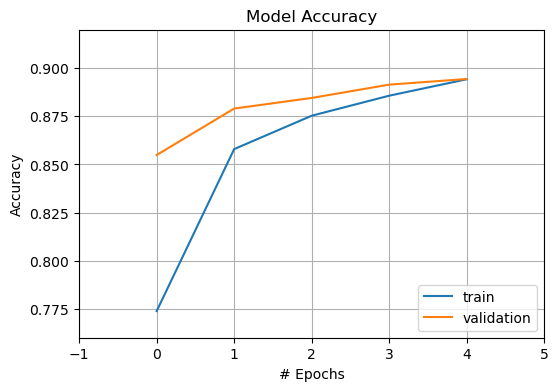 Model Accuracy
Accuracy
0.900
0.875
0.850
0.825
0.800
0.775
−1 0 1 2 3 4 5
# Epochs
train
validation